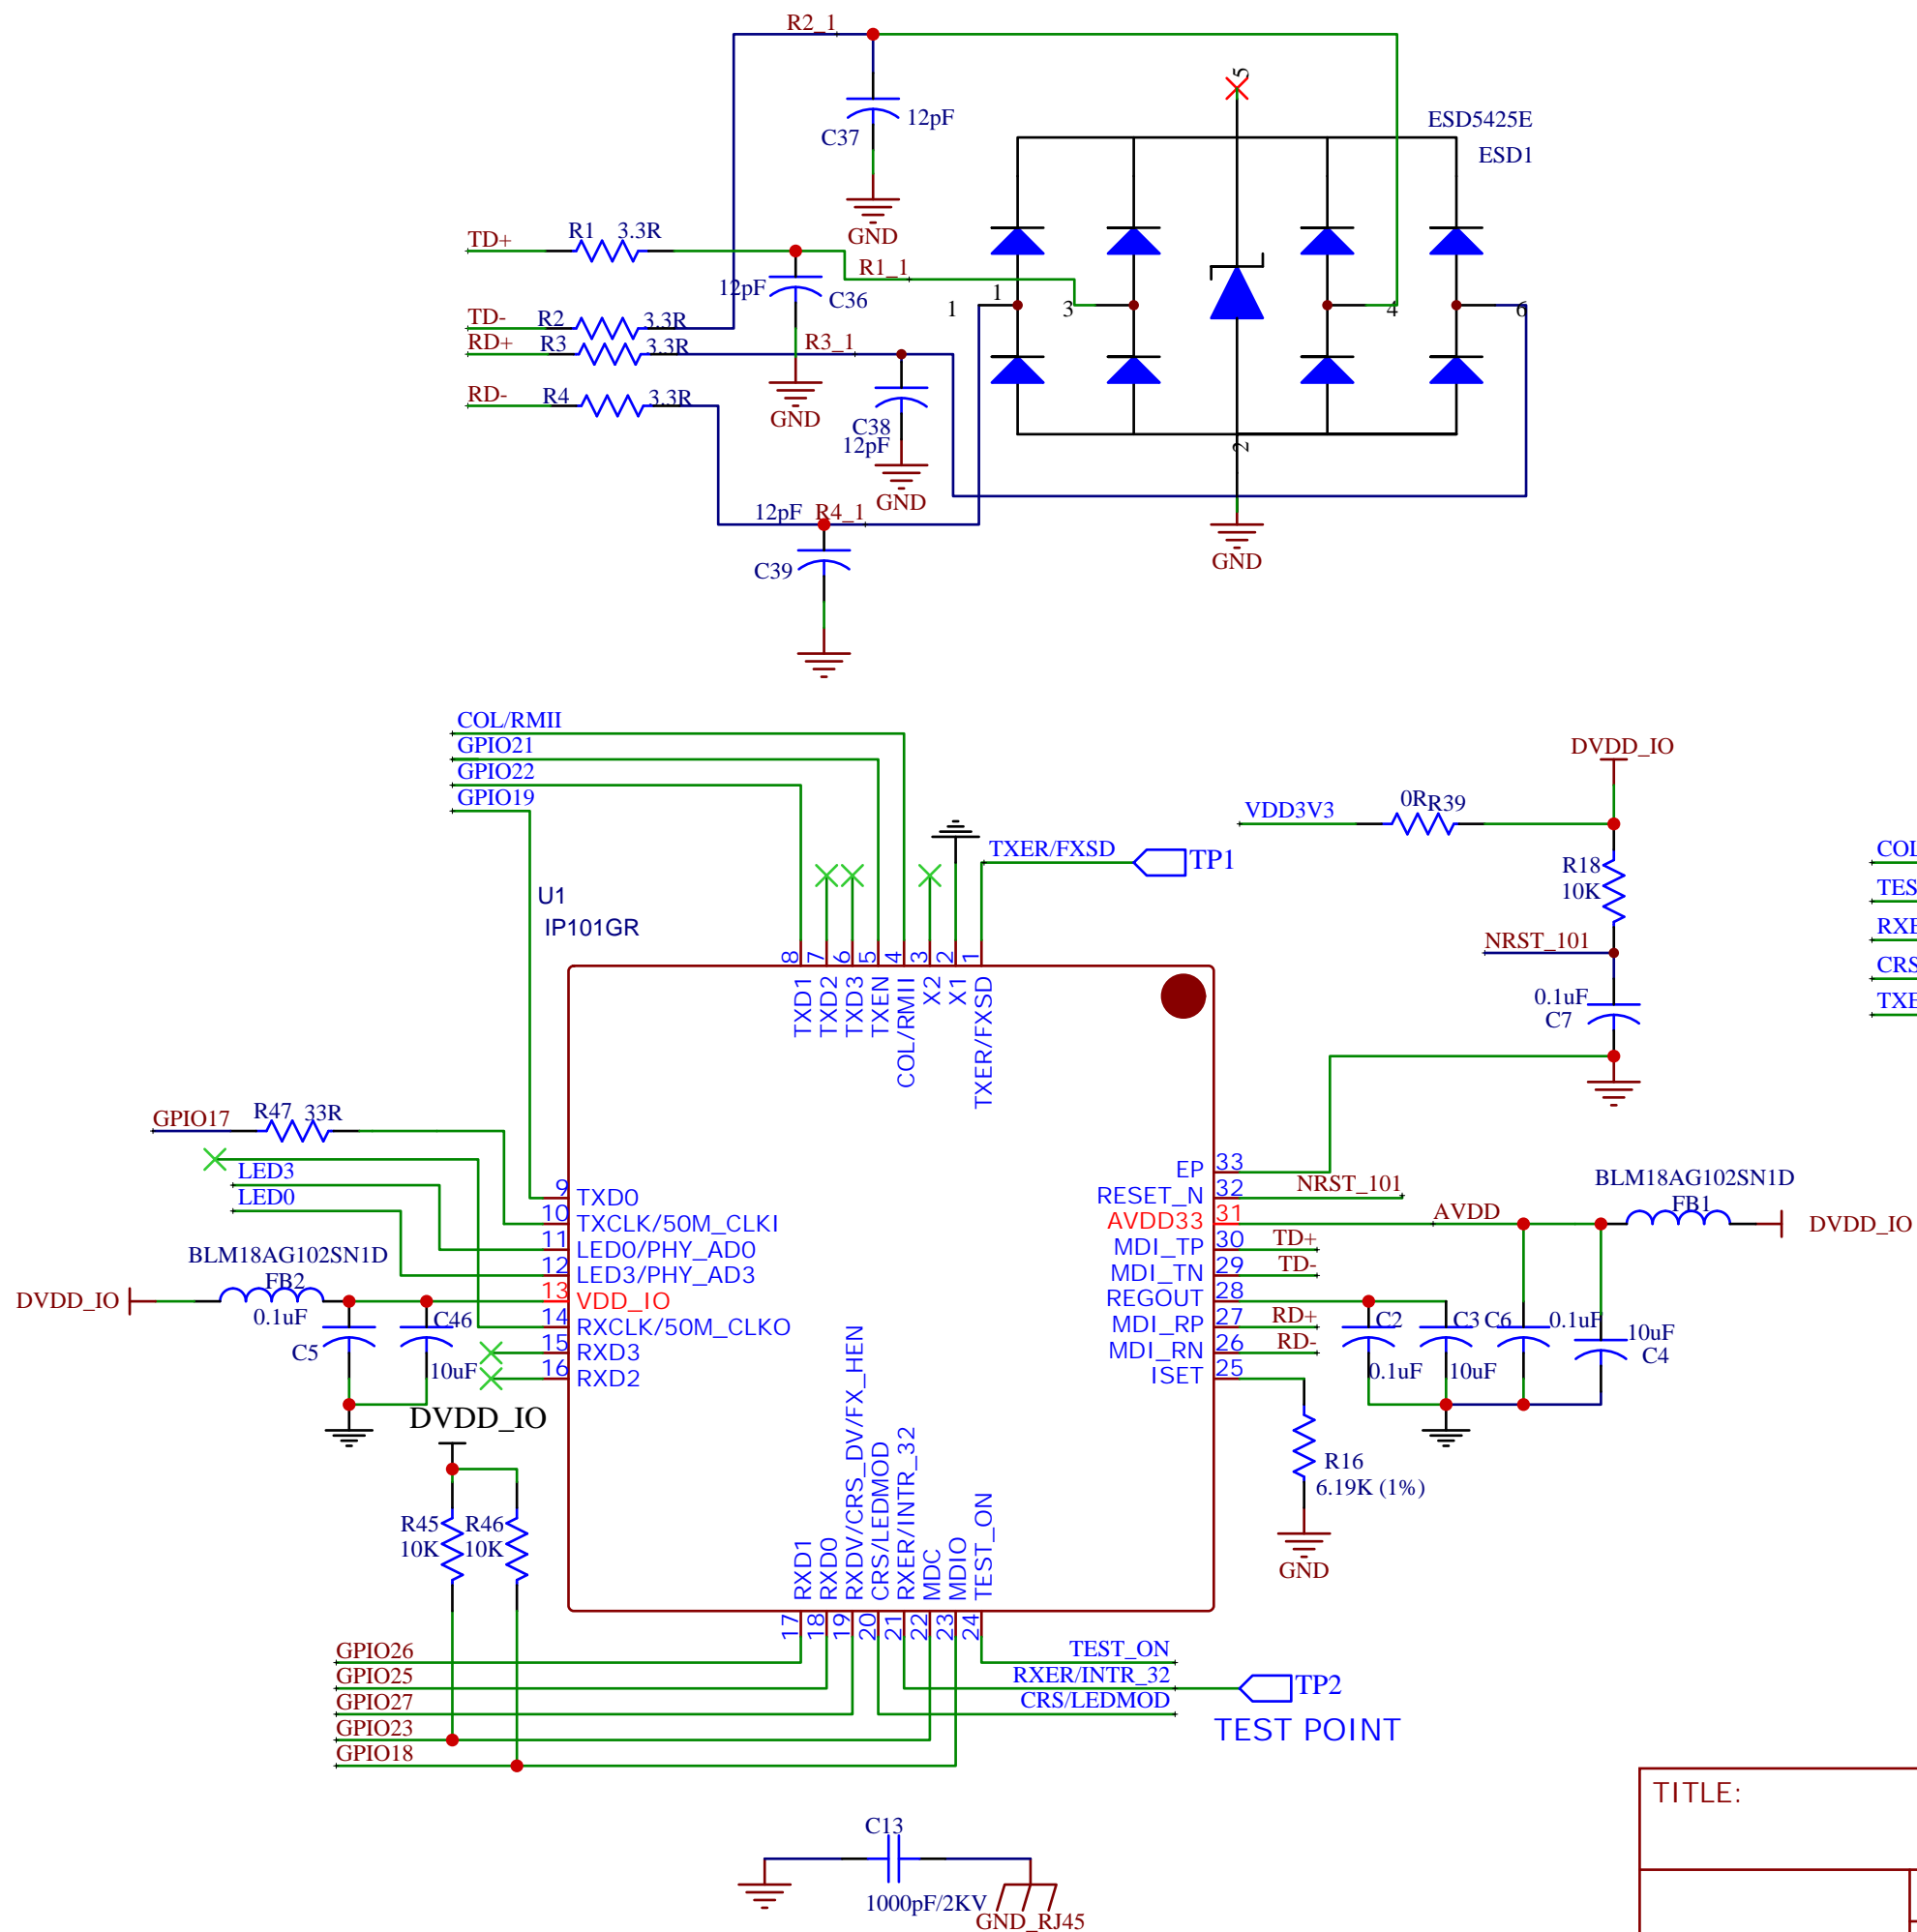 R2_1
12pF
C37
GND
5
ESD5425E
ESD1
TD+
R1 3.3R
R1_1
12pF
C36
GND
TD-
R2 3.3R
RD+
R3 3.3R
R3_1
RD-
R4 3.3R
C38
12pF
GND
1
1
3
4
6
2
GND
12pF
R4_1
C39
COL/RMII
GPIO21
GPIO22
GPIO19
TXER/FXSD
TP1
U1
IP101GR
8 7 6 5 4 3 2 1
TXD1
TXD2
TXD3
TXEN
COL/RMII
X2
X1
TXER/FXSD
DVDD_IO
VDD3V3
0R R39
R18
10K
NRST_101
0.1uF
C7
COL
TES
RXE
CRS
TXE
GPIO17
R47 33R
LED3
LED0
BLM18AG102SN1D
FB2
DVDD_IO
0.1uF
C5
C46
10uF
9 TXD0
10 TXCLK/50M_CLKI
11 LED0/PHY_AD0
12 LED3/PHY_AD3
13 VDD_IO
14 RXCLK/50M_CLKO
15 RXD3
16 RXD2
EP 33
RESET_N 32 NRST_101
AVDD33 31 AVDD
MDI_TP 30 TD+
MDI_TN 29 TD-
REGOUT 28
MDI_RP 27 RD+
MDI_RN 26 RD-
ISET 25
BLM18AG102SN1D
FB1
DVDD_IO
C2
0.1uF
C3
10uF
C6
0.1uF
10uF
C4
R16
6.19K (1%)
GND
DVDD_IO
R45
10K
R46
10K
RXD1
RXD0
RXDV/CRS_DV/FX_HEN
CRS/LEDMOD
RXER/INTR_32
MDC
MDIO
TEST_ON
17 18 19 20 21 22 23 24
GPIO26
GPIO25
GPIO27
GPIO23
GPIO18
TEST_ON
RXER/INTR_32
CRS/LEDMOD
TP2
TEST POINT
C13
1000pF/2KV
GND_RJ45
TITLE: